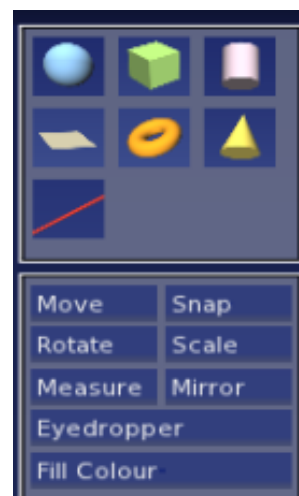 Move Snap
Rotate Scale
Measure Mirror
Eyedropper
Fill Colour